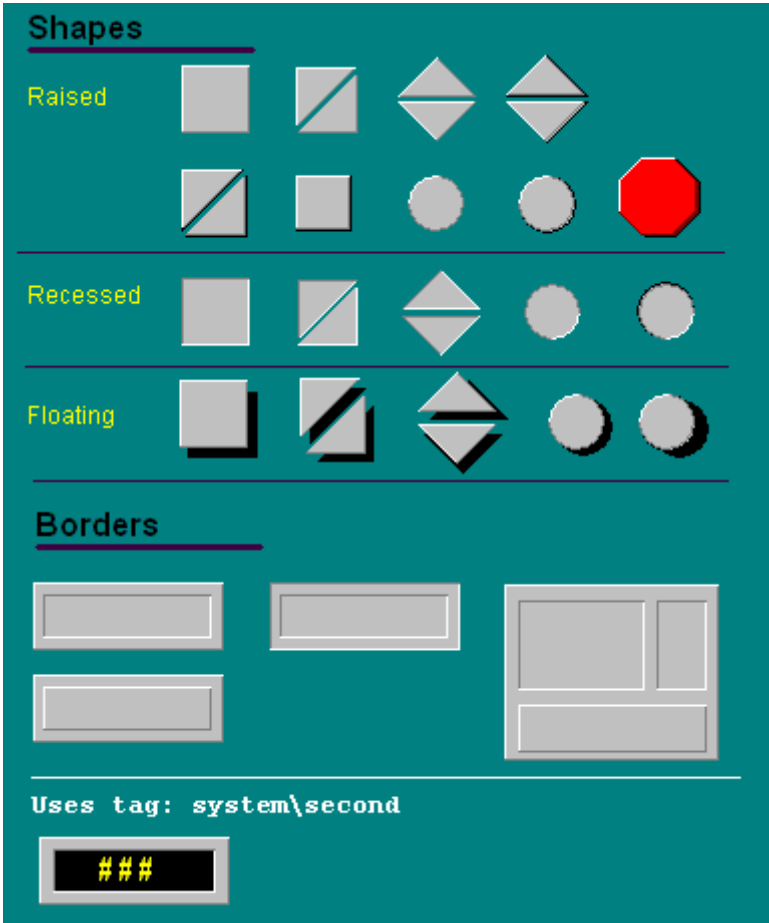 Shapes
Raised
Recessed
Floating
Borders
Uses tag: system\second
###